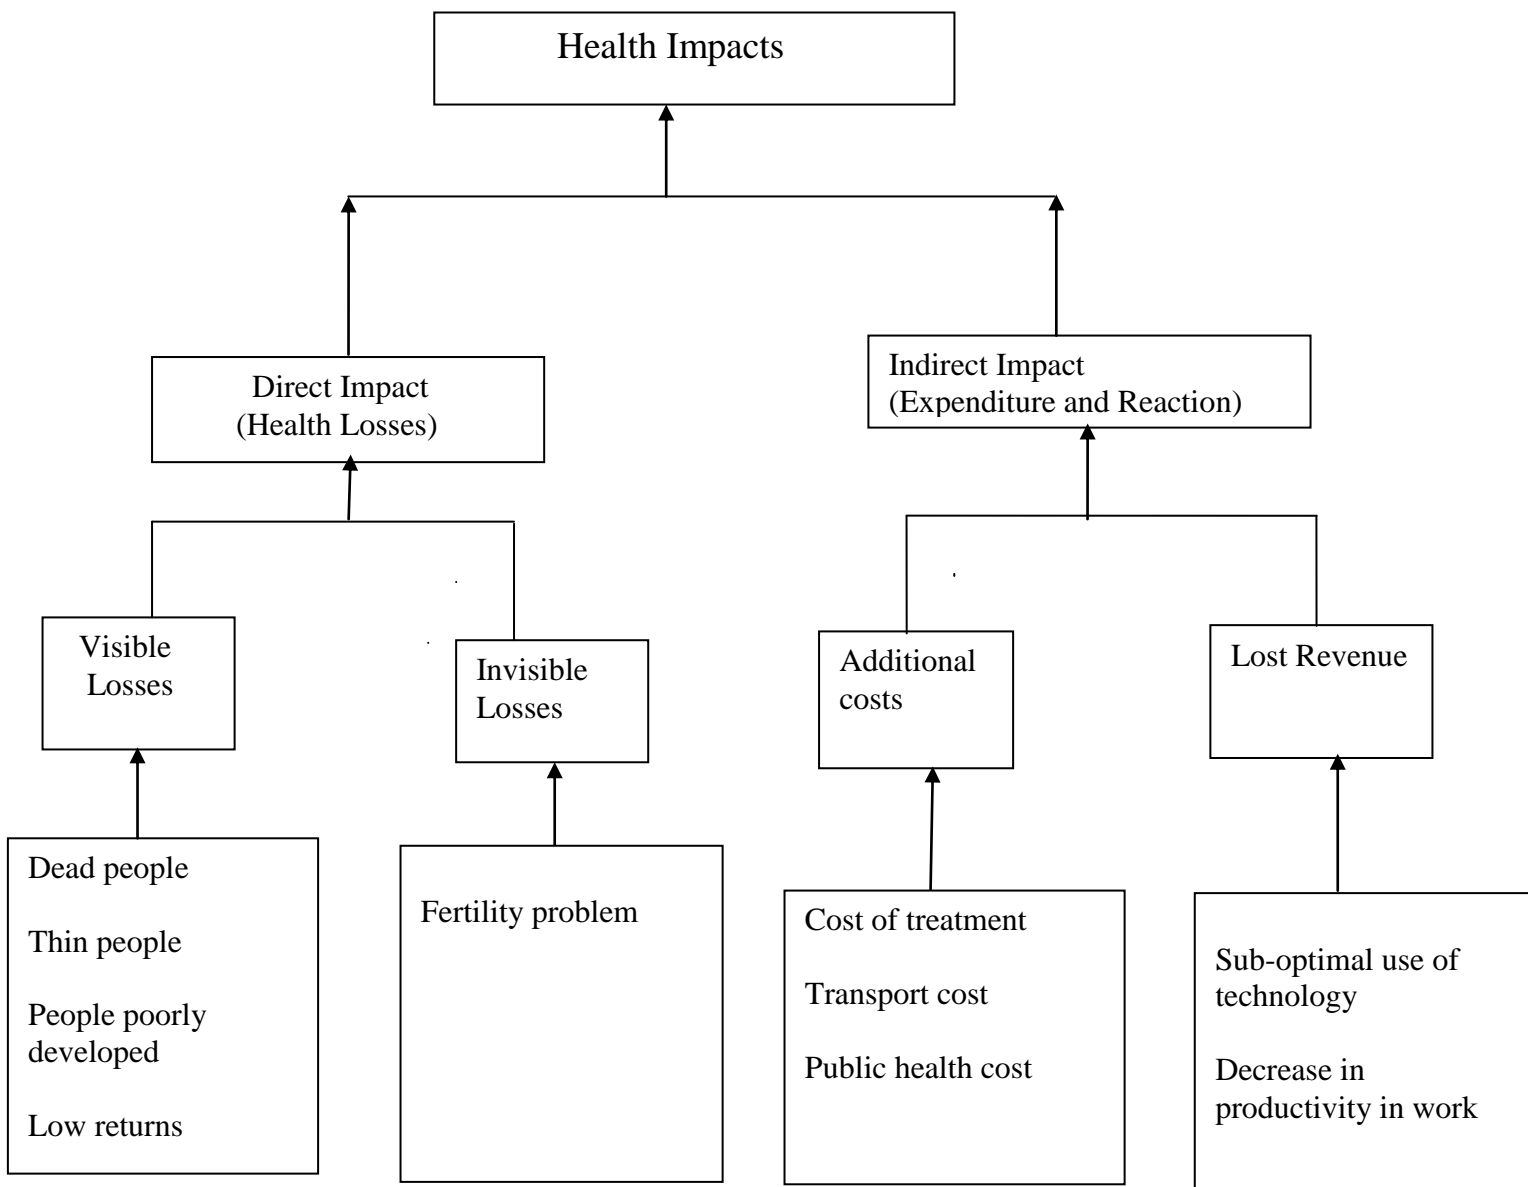 Health Impacts
Direct Impact
(Health Losses)
Indirect Impact
(Expenditure and Reaction)
Visible
Losses
Invisible
Losses
Additional
costs
Lost Revenue
Dead people
Thin people
People poorly
developed
Low returns
Fertility problem
Cost of treatment
Transport cost
Public health cost
Sub-optimal use of
technology
Decrease in
productivity in work